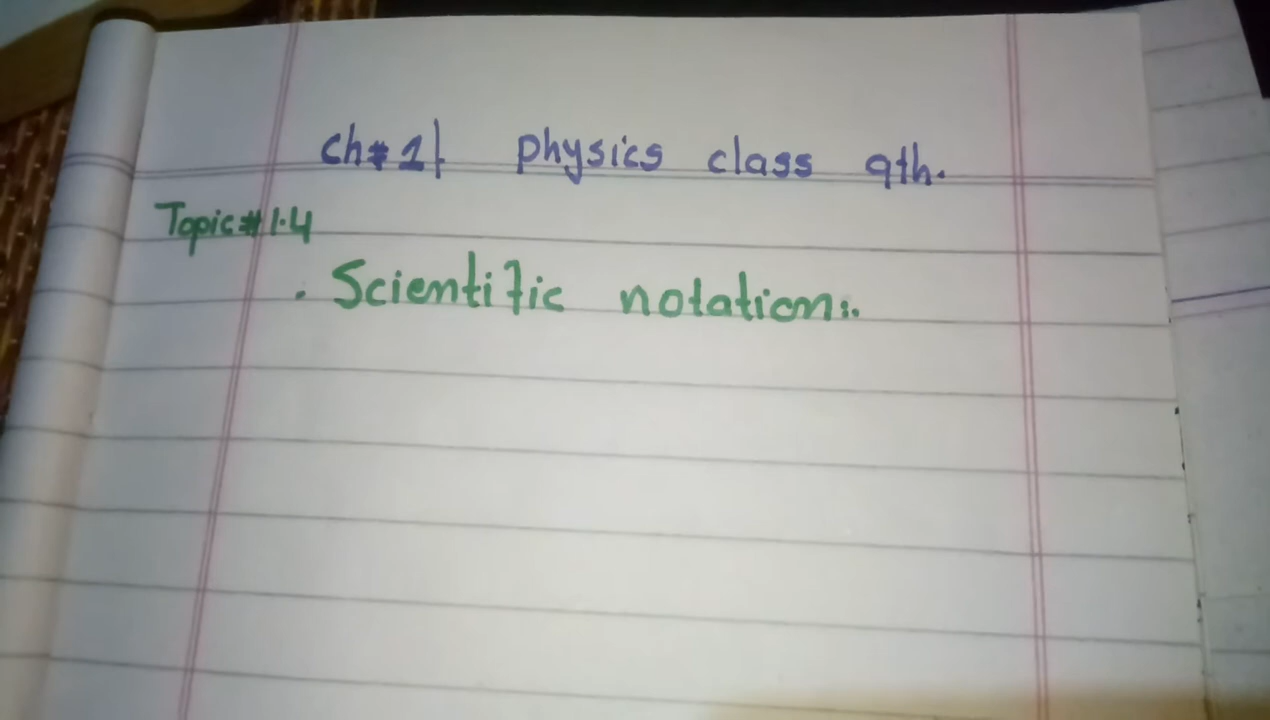 ch#1| physics class 9th.
Topic#1.4
. Scientific notation:.